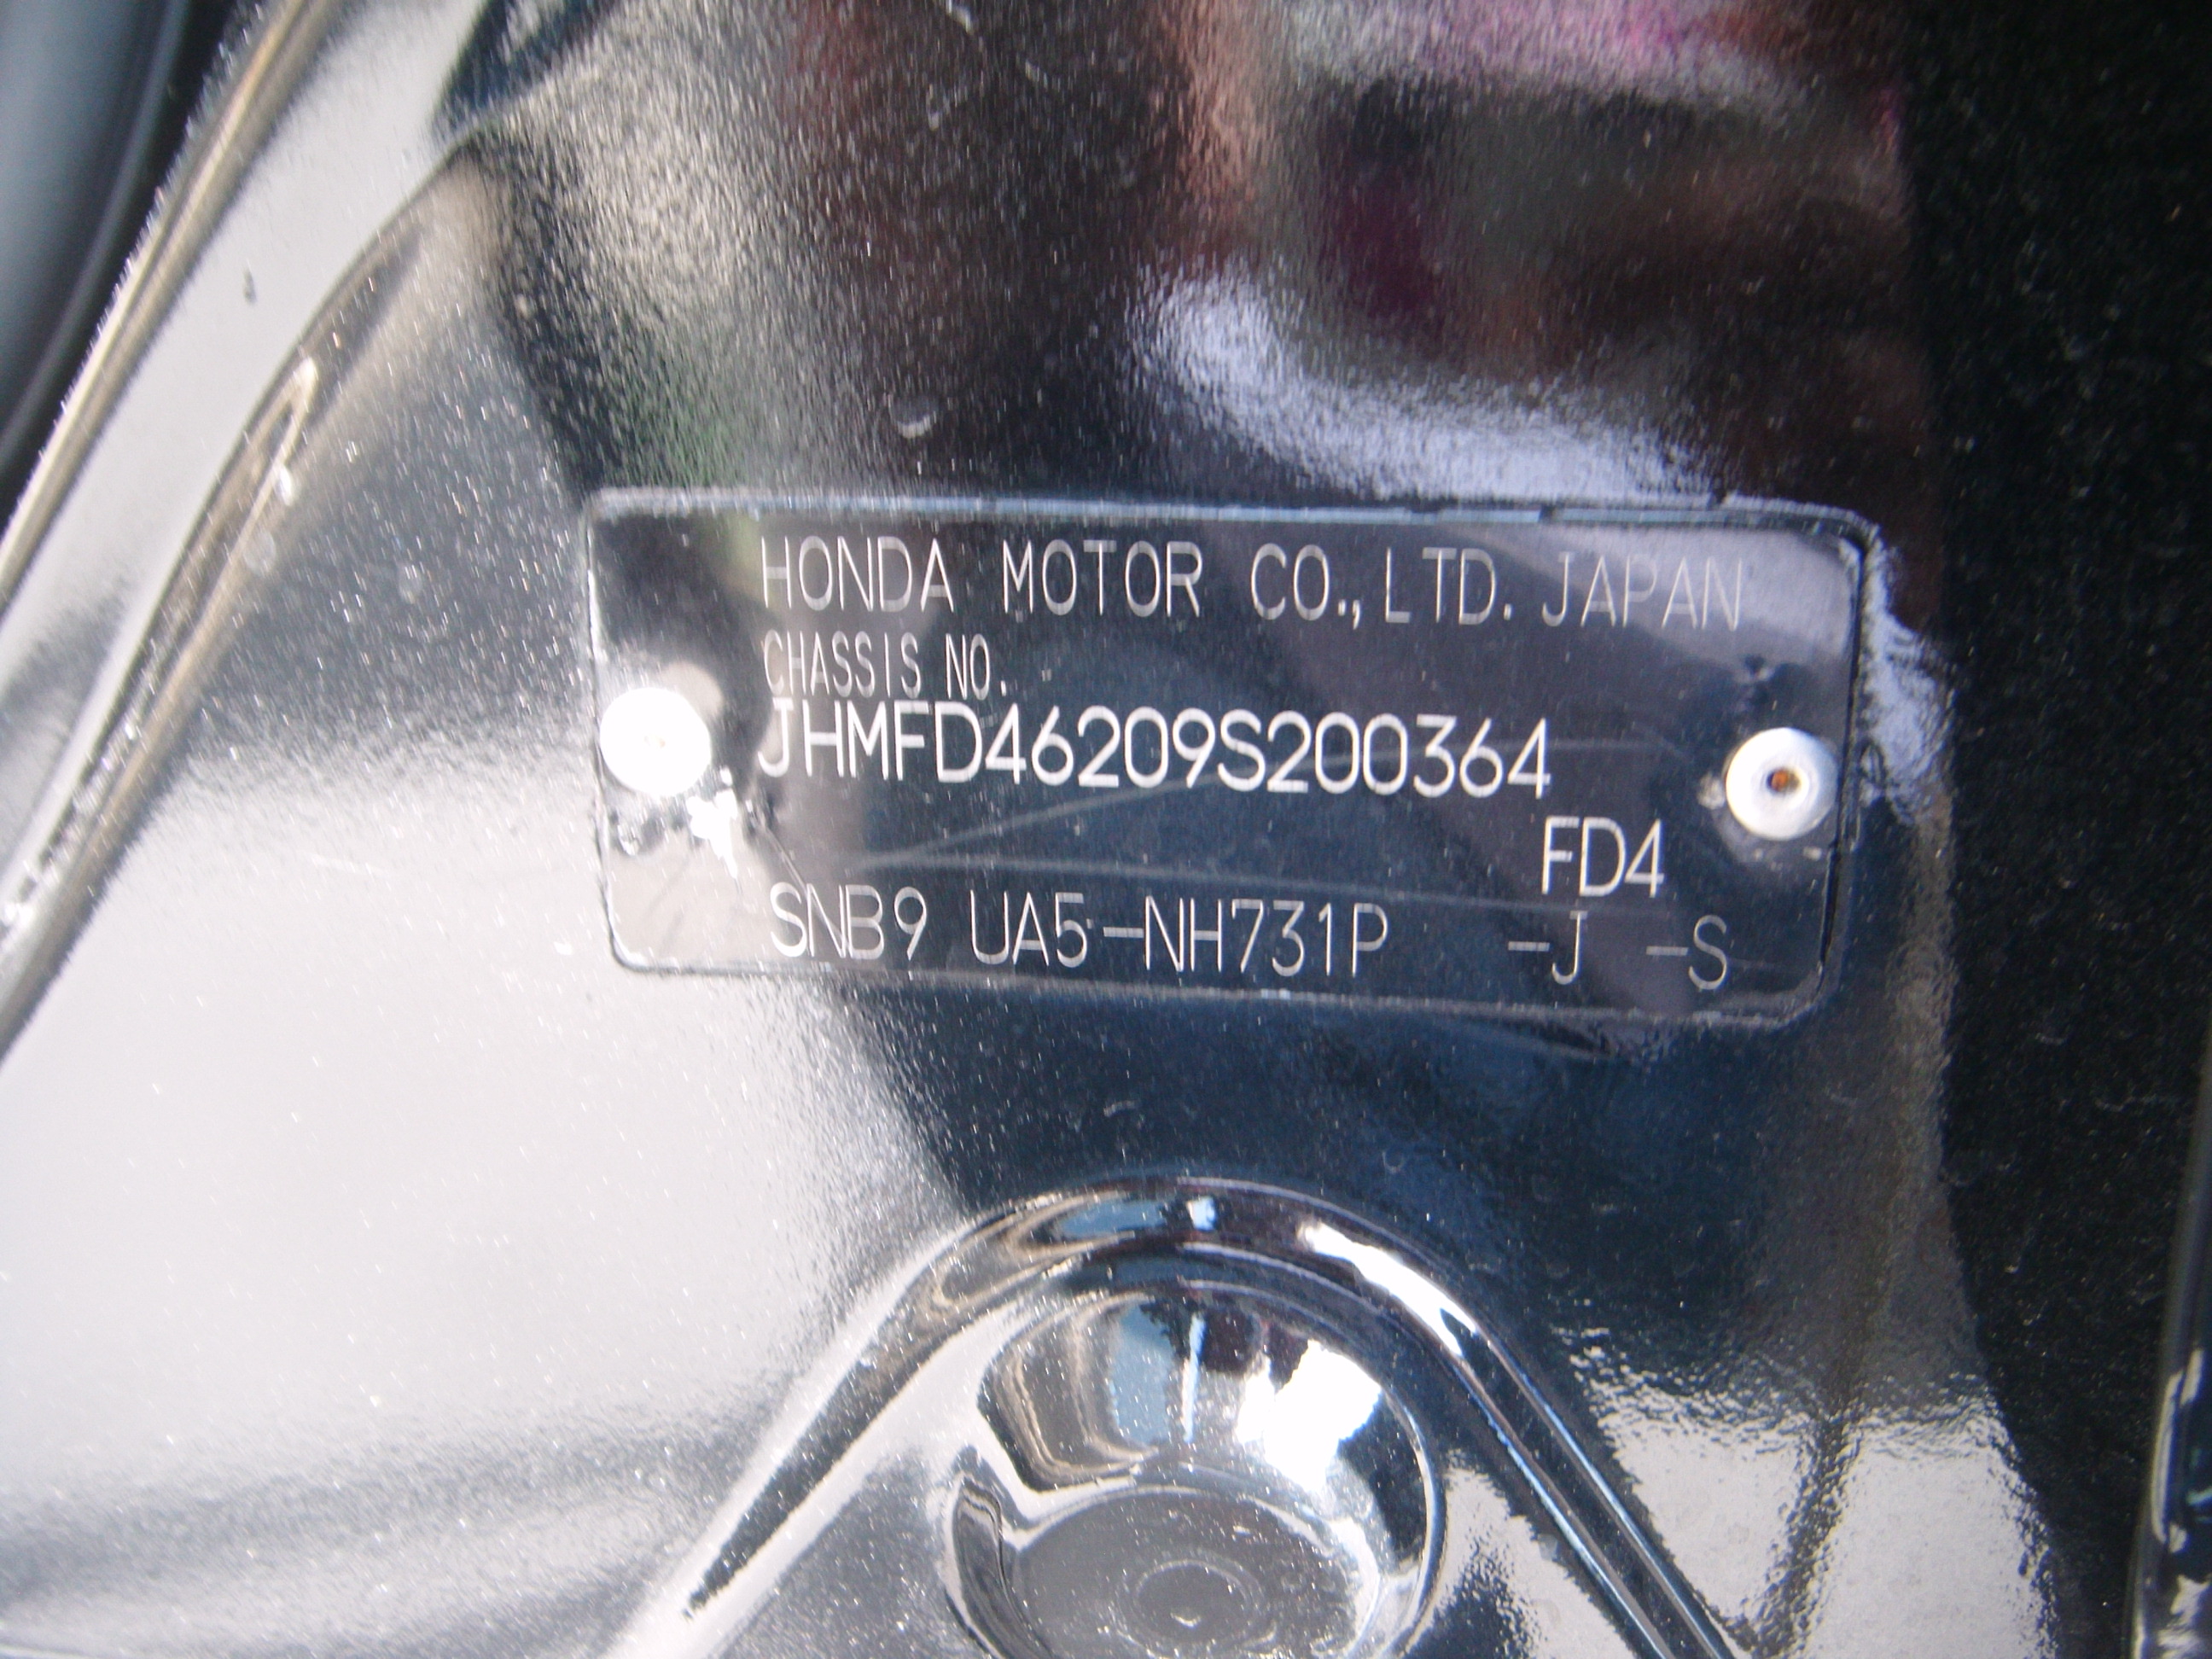 HONDA MOTOR CO.,LTD. JAPAN
CHASSIS NO.
JHMFD46209S200364
FD4
SNB9 UA5-NH731P -J -S